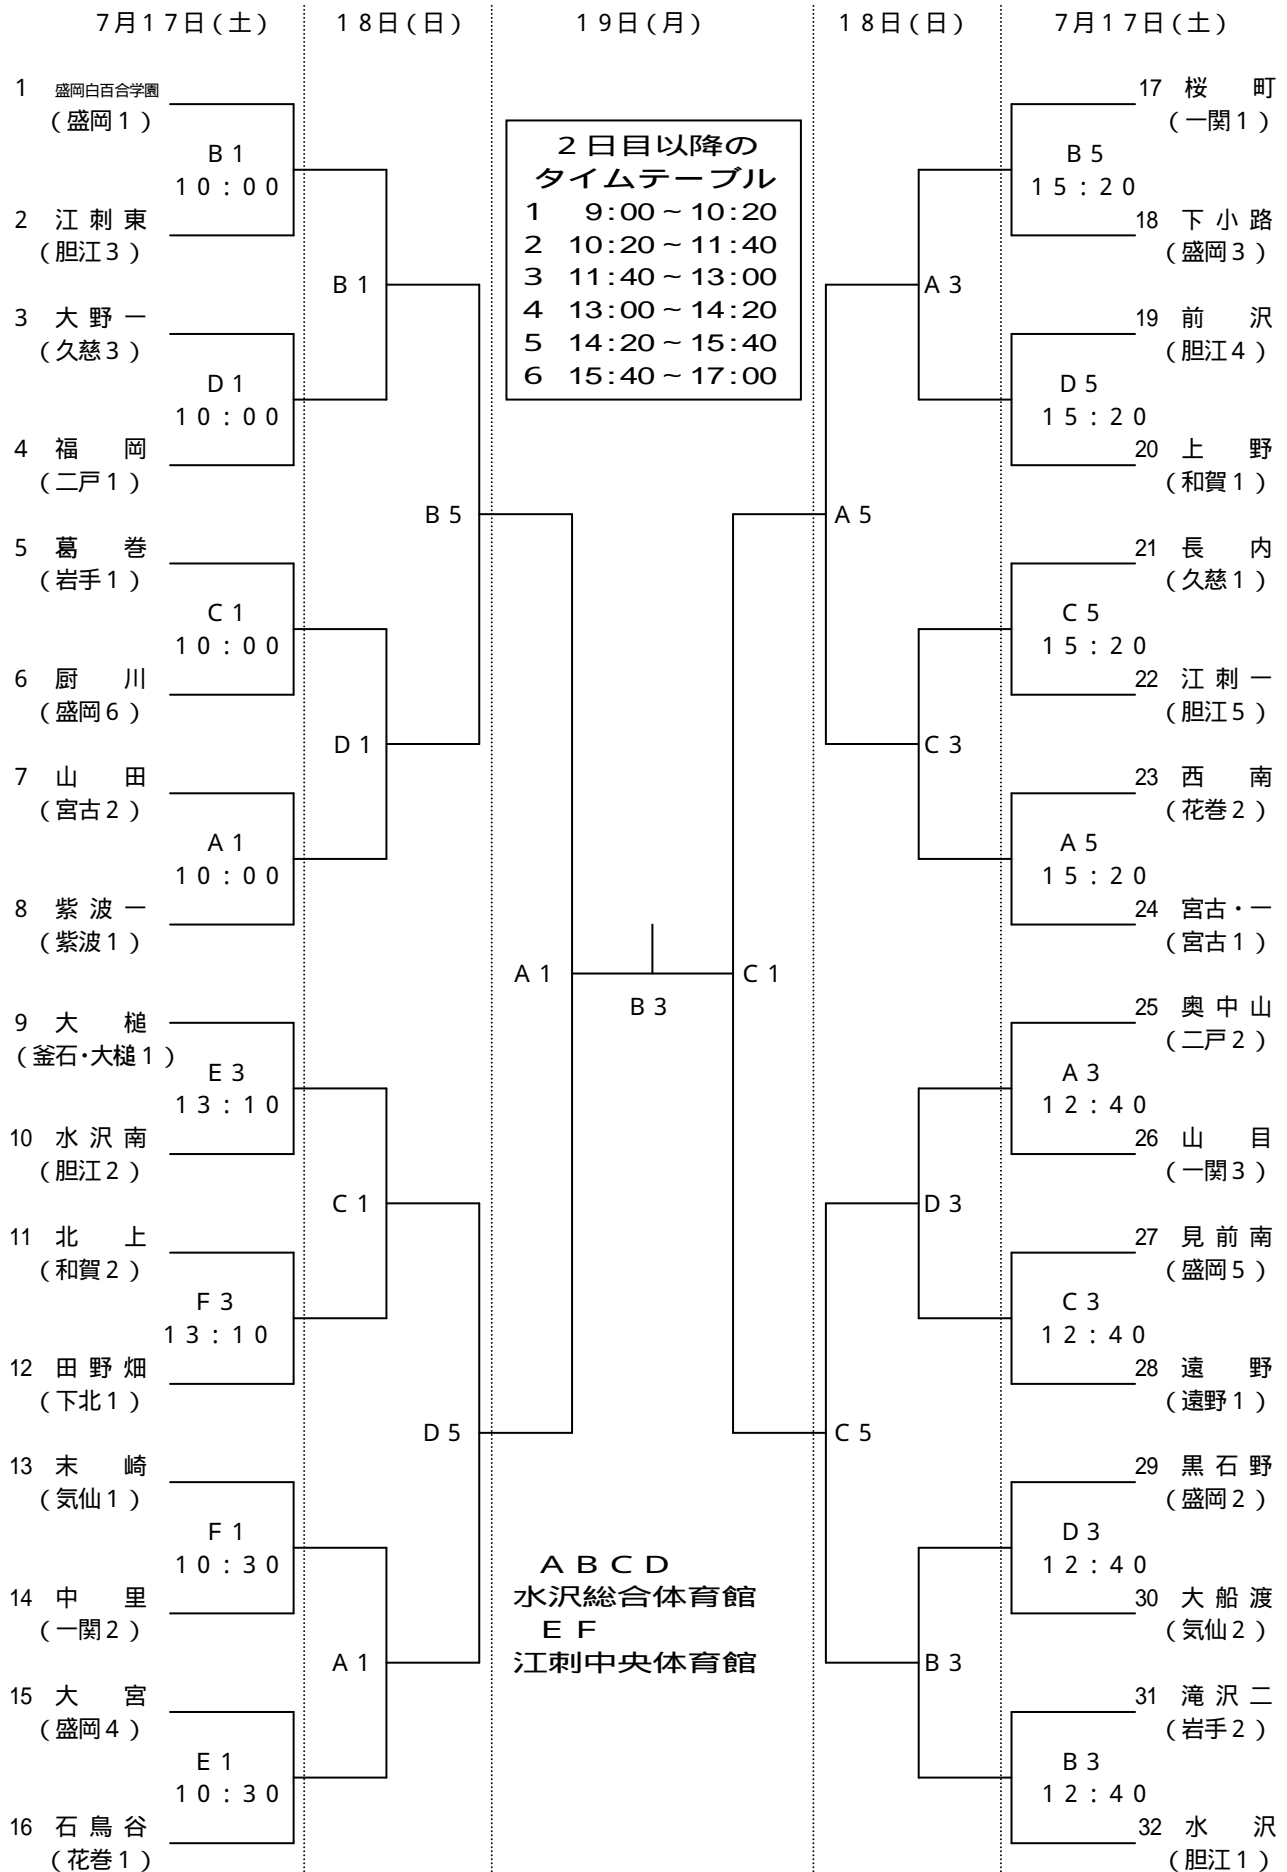 7月17日(土) 18日(日) 19日(月) 18日(日) 7月17日(土)
1 盛岡白百合学園
(盛岡1)
B1
10:00
2 江刺東
(胆江3)
B1
3 大野一
(久慈3)
D1
10:00
4 福岡
(二戸1)
B5
5 葛巻
(岩手1)
C1
10:00
6 厨川
(盛岡6)
D1
7 山田
(宮古2)
A1
10:00
8 紫波一
(紫波1)
A1
9 大槌
(釜石・大槌1)
E3
13:10
10 水沢南
(胆江2)
C1
11 北上
(和賀2)
F3
13:10
12 田野畑
(下北1)
D5
13 末崎
(気仙1)
F1
10:30
14 中里
(一関2)
A1
15 大宮
(盛岡4)
E1
10:30
16 石鳥谷
(花巻1)
2日目以降の
タイムテーブル
1 9:00~10:20
2 10:20~11:40
3 11:40~13:00
4 13:00~14:20
5 14:20~15:40
6 15:40~17:00
B3
ABCD
水沢総合体育館
EF
江刺中央体育館
17 桜町
(一関1)
B5
15:20
18 下小路
(盛岡3)
A3
19 前沢
(胆江4)
D5
15:20
20 上野
(和賀1)
A5
21 長内
(久慈1)
C5
15:20
22 江刺一
(胆江5)
C3
23 西南
(花巻2)
A5
15:20
24 宮古・一
(宮古1)
C1
25 奥中山
(二戸2)
A3
12:40
26 山目
(一関3)
D3
27 見前南
(盛岡5)
C3
12:40
28 遠野
(遠野1)
C5
29 黒石野
(盛岡2)
D3
12:40
30 大船渡
(気仙2)
B3
31 滝沢二
(岩手2)
B3
12:40
32 水沢
(胆江1)